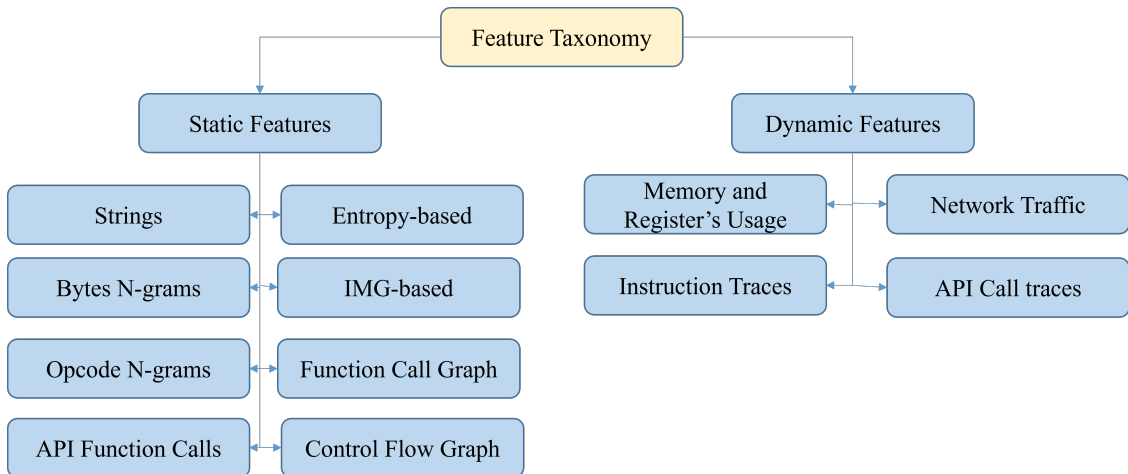 Feature Taxonomy
Static Features
Dynamic Features
Strings
Entropy-based
Memory and
Register’s Usage
Network Traffic
Bytes N-grams
IMG-based
Instruction Traces
API Call traces
Opcode N-grams
Function Call Graph
API Function Calls
Control Flow Graph